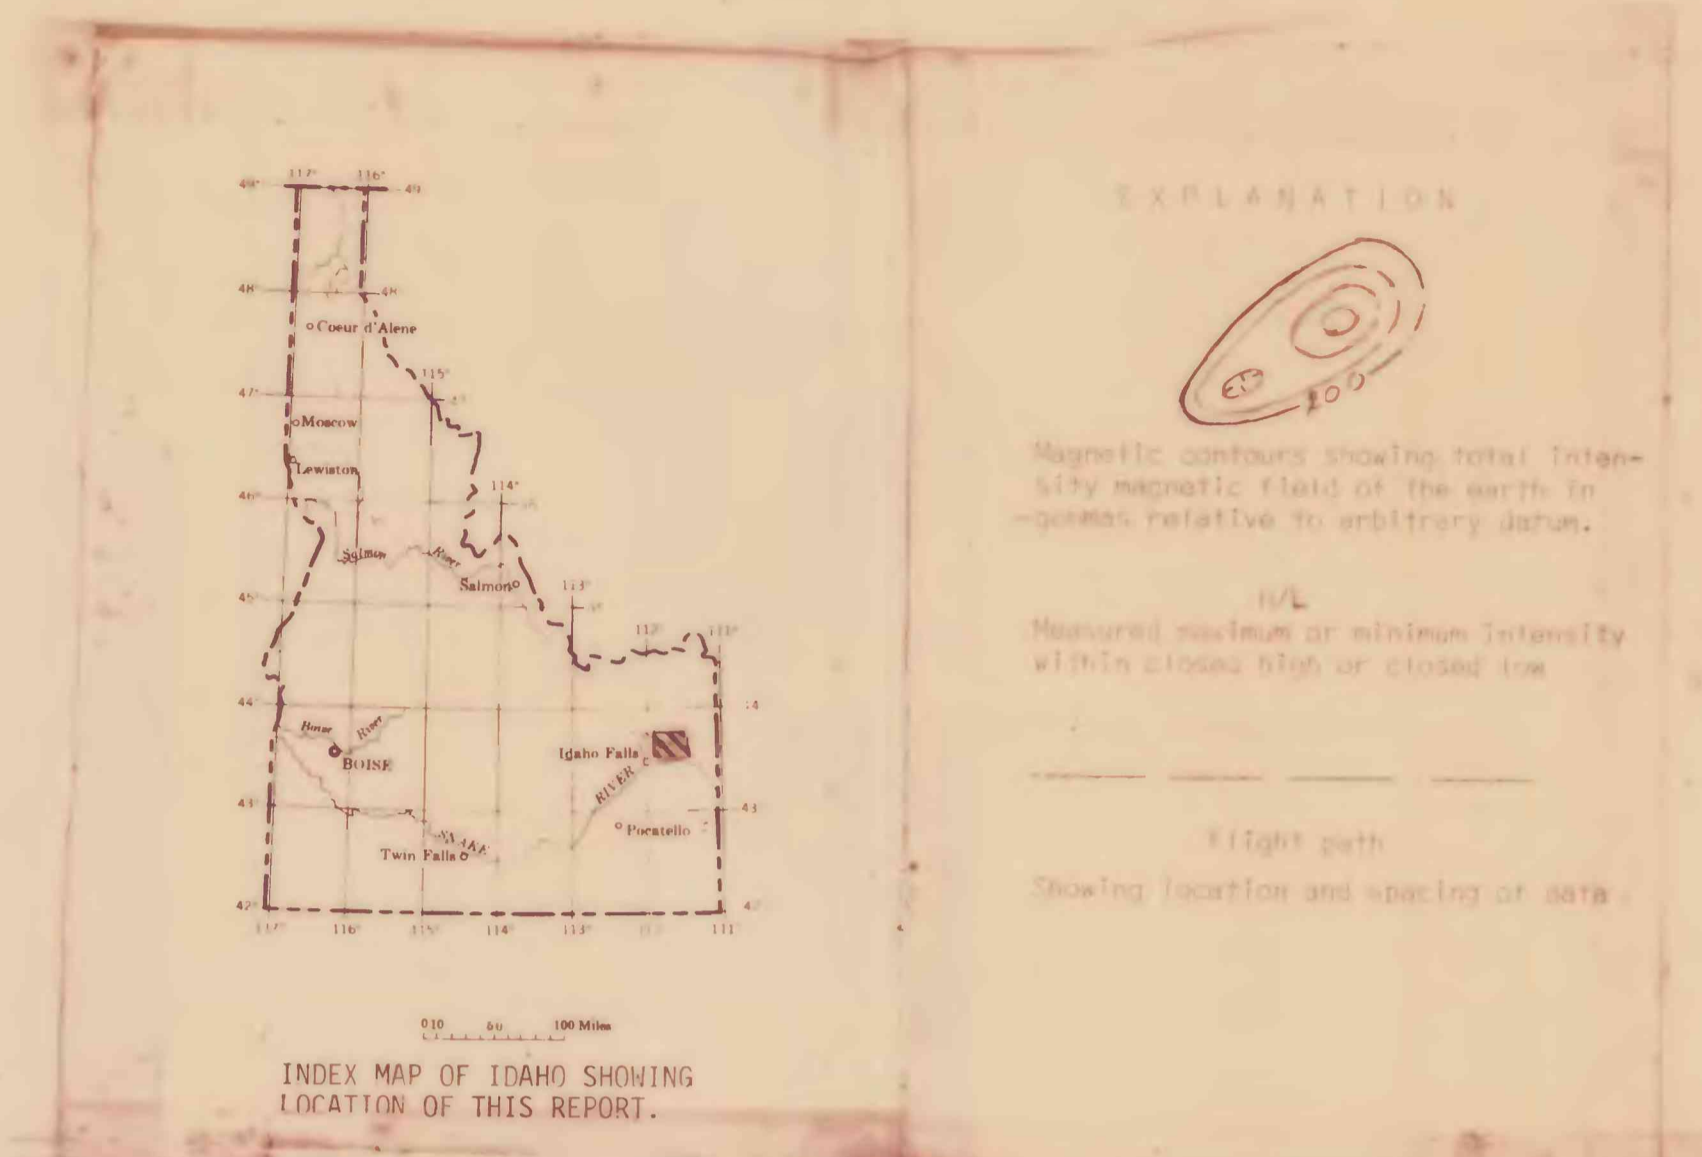 117° 116°
49° 49
48° 48
Coeur d'Alene
115°
47°
Moscow
Lewiston
114°
46°
Salmon River
Salmon
113°
45°
112° 111°
44° 44
Boise River
BOISE
Idaho Falls
RIVER
43° 43
Pocatello
SNAKE
Twin Falls
42° 42
117° 116° 115° 114° 113° 111°
0 10 50 100 Miles
INDEX MAP OF IDAHO SHOWING
LOCATION OF THIS REPORT.
EXPLANATION
200
Magnetic contours showing total inten-
sity magnetic field of the earth in
gammas relative to arbitrary datum.
H/L
Measured maximum or minimum intensity
within closed high or closed low
Flight path
Showing location and spacing of data